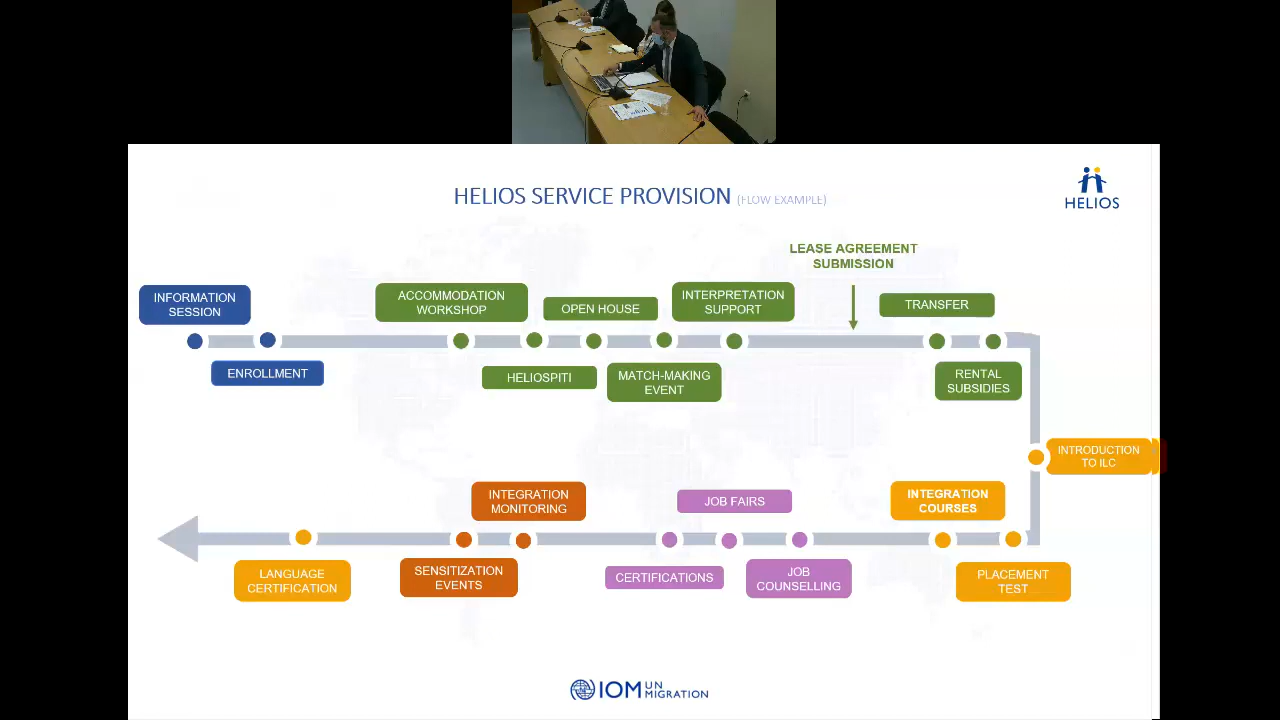 HELIOS SERVICE PROVISION (FLOW EXAMPLE)
HELIOS
LEASE AGREEMENT
SUBMISSION
INFORMATION
SESSION
ENROLLMENT
ACCOMMODATION
WORKSHOP
HELIOSPITI
OPEN HOUSE
MATCH-MAKING
EVENT
INTERPRETATION
SUPPORT
TRANSFER
RENTAL
SUBSIDIES
INTRODUCTION
TO ILC
PLACEMENT
TEST
INTEGRATION
COURSES
JOB
COUNSELLING
JOB FAIRS
CERTIFICATIONS
INTEGRATION
MONITORING
SENSITIZATION
EVENTS
LANGUAGE
CERTIFICATION
IOM UN
MIGRATION